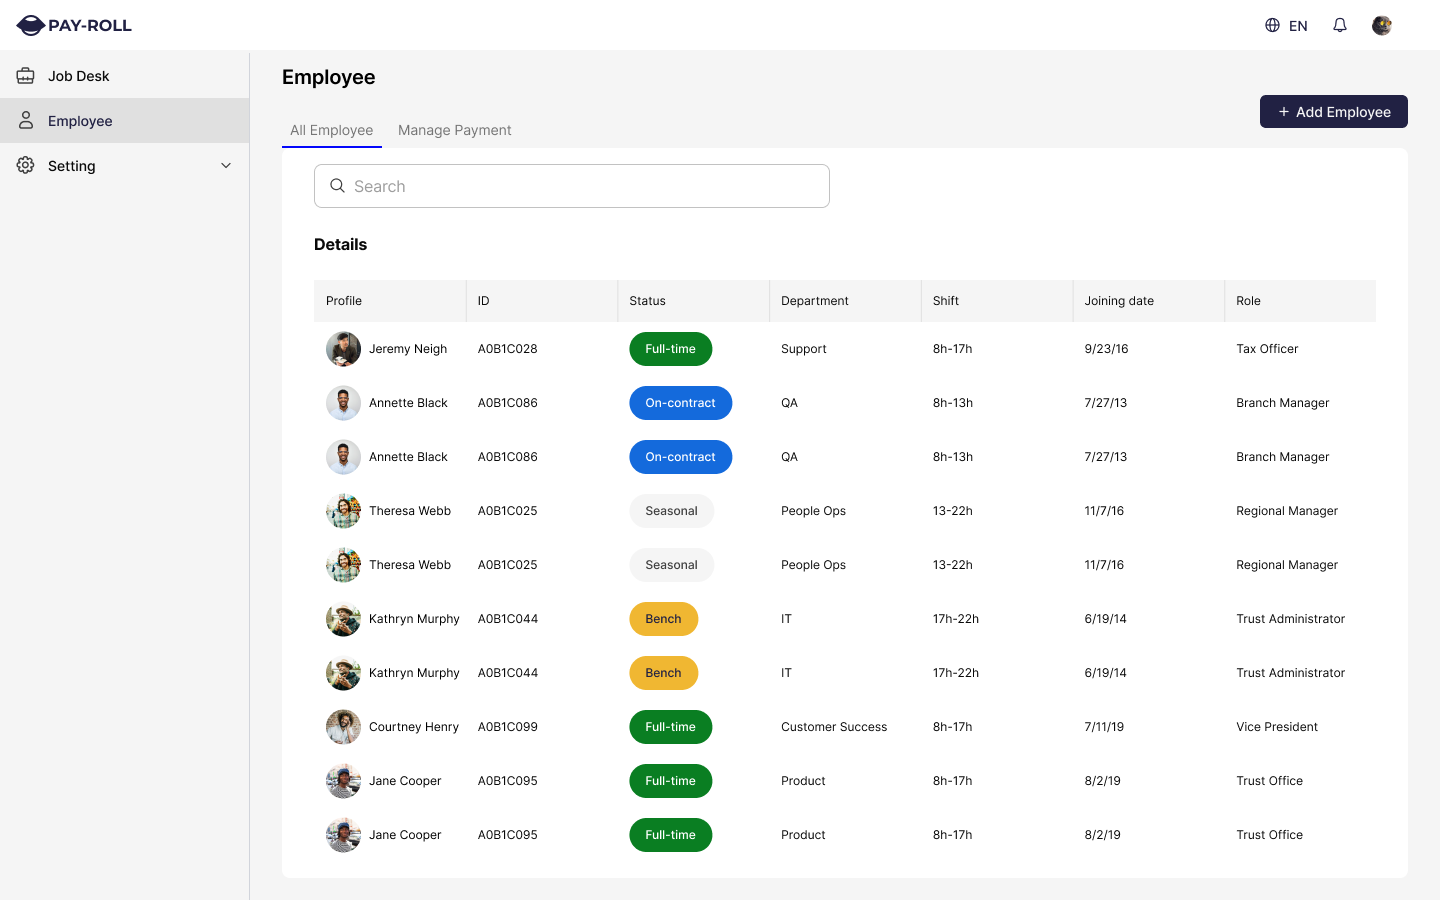 PAY-ROLL
EN
Job Desk
Employee
Setting
Employee
+ Add Employee
All Employee Manage Payment
Search
Details
Profile ID Status Department Shift Joining date Role
Jeremy Neigh A0B1C028 Full-time Support 8h-17h 9/23/16 Tax Officer
Annette Black A0B1C086 On-contract QA 8h-13h 7/27/13 Branch Manager
Annette Black A0B1C086 On-contract QA 8h-13h 7/27/13 Branch Manager
Theresa Webb A0B1C025 Seasonal People Ops 13-22h 11/7/16 Regional Manager
Theresa Webb A0B1C025 Seasonal People Ops 13-22h 11/7/16 Regional Manager
Kathryn Murphy A0B1C044 Bench IT 17h-22h 6/19/14 Trust Administrator
Kathryn Murphy A0B1C044 Bench IT 17h-22h 6/19/14 Trust Administrator
Courtney Henry A0B1C099 Full-time Customer Success 8h-17h 7/11/19 Vice President
Jane Cooper A0B1C095 Full-time Product 8h-17h 8/2/19 Trust Office
Jane Cooper A0B1C095 Full-time Product 8h-17h 8/2/19 Trust Office